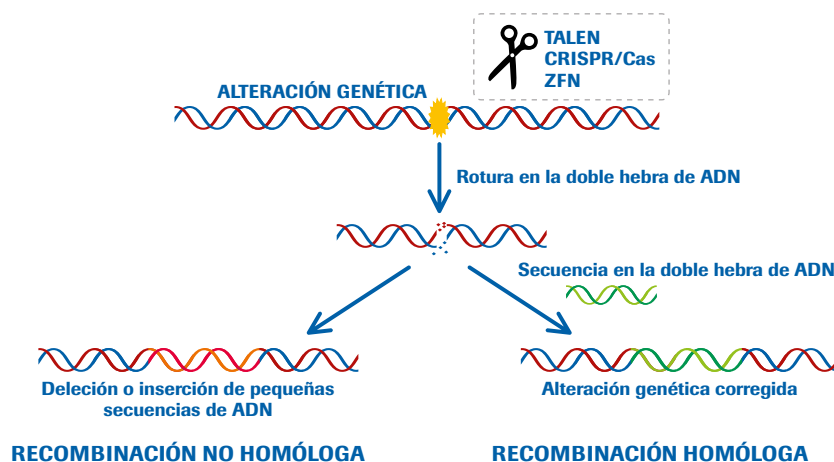 TALEN
CRISPR/Cas
ZFN
ALTERACIÓN GENÉTICA
Rotura en la doble hebra de ADN
Secuencia en la doble hebra de ADN
Deleción o inserción de pequeñas
secuencias de ADN
Alteración genética corregida
RECOMBINACIÓN NO HOMÓLOGA
RECOMBINACIÓN HOMÓLOGA